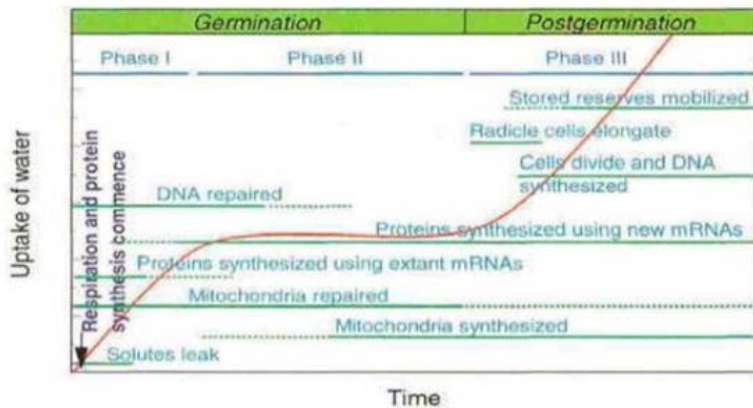 Germination Postgermination
Phase I Phase II Phase III
Stored reserves mobilized
Radicle cells elongate
Cells divide and DNA
synthesized
DNA repaired
Proteins synthesized using new mRNAs
Proteins synthesized using extant mRNAs
Mitochondria repaired
Mitochondria synthesized
Solutes leak
Respiration and protein
synthesis commence
Uptake of water
Time